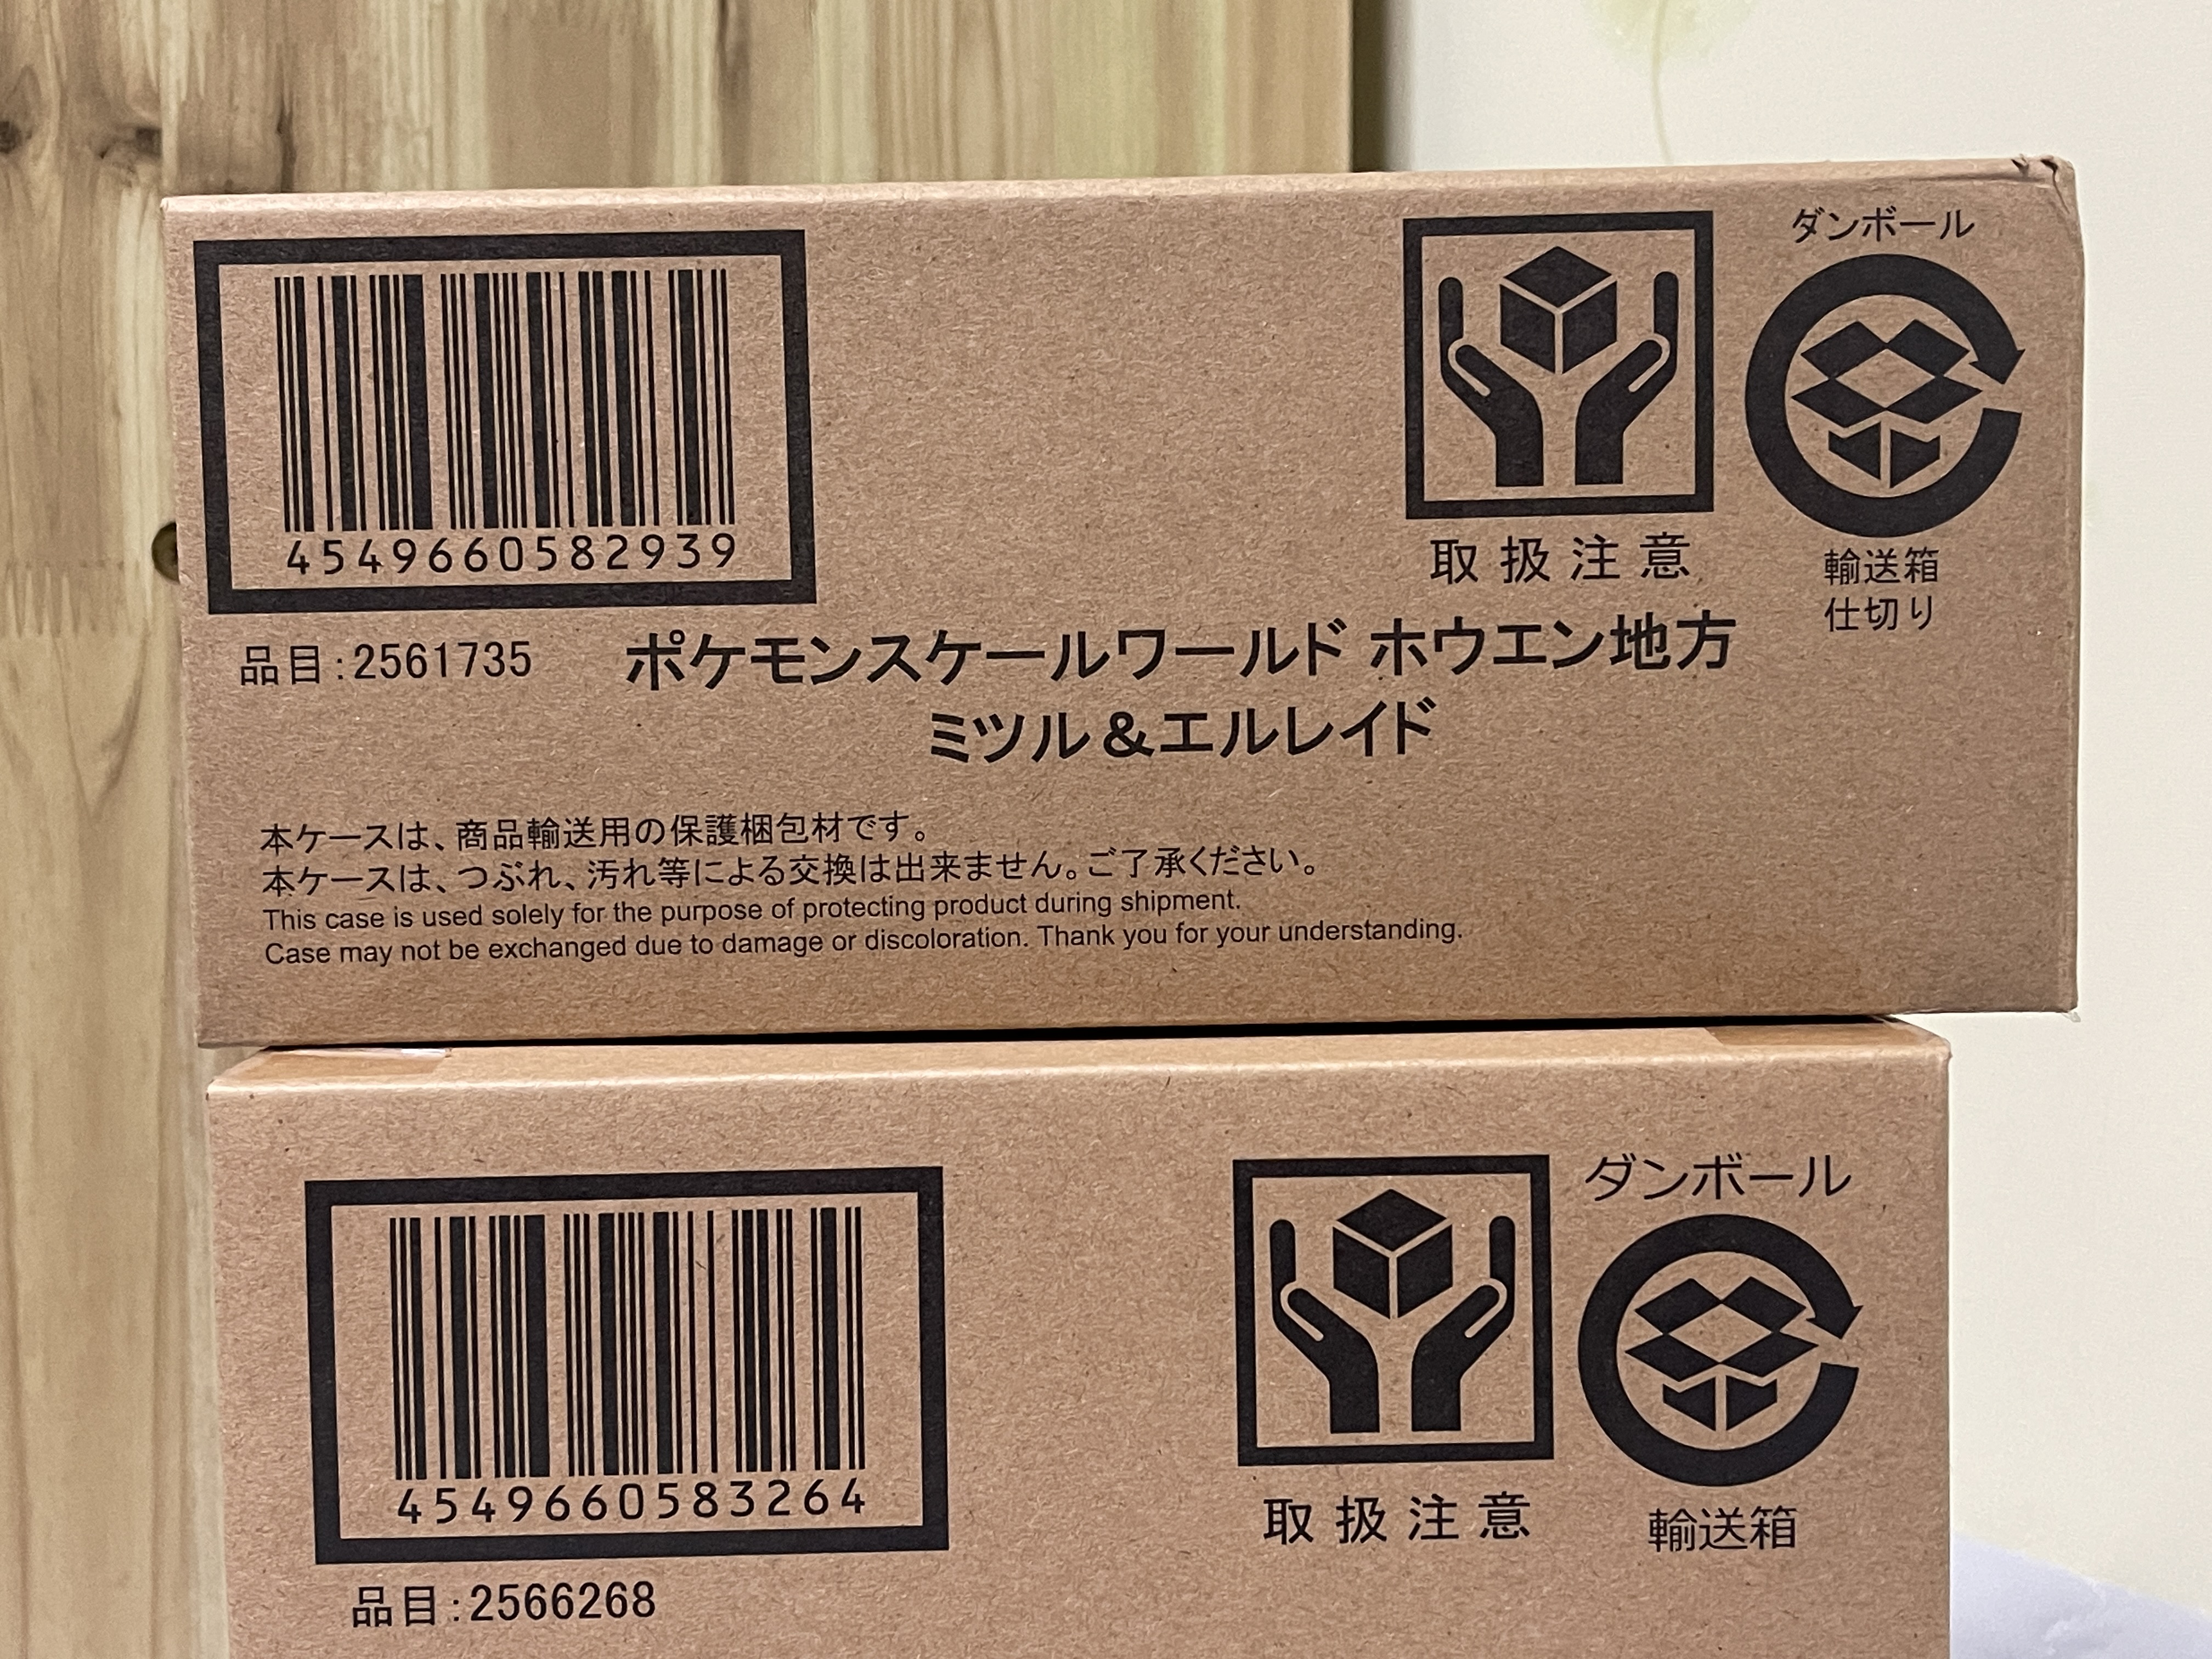 4549660582939
ダンボール
取扱注意
輸送箱
仕切り
品目:2561735
ポケモンスケールワールド ホウエン地方
ミツル&エルレイド
本ケースは、商品輸送用の保護梱包材です。
本ケースは、つぶれ、汚れ等による交換は出来ません。ご了承ください。
This case is used solely for the purpose of protecting product during shipment.
Case may not be exchanged due to damage or discoloration. Thank you for your understanding.
4549660583264
ダンボール
取扱注意
輸送箱
品目:2566268